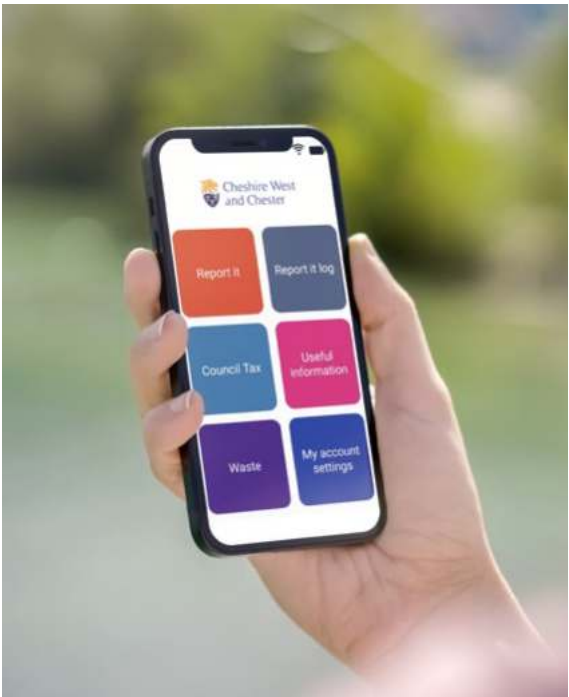 Cheshire West
and Chester
Report it
Report it log
Council Tax
Useful
information
Waste
My account
settings